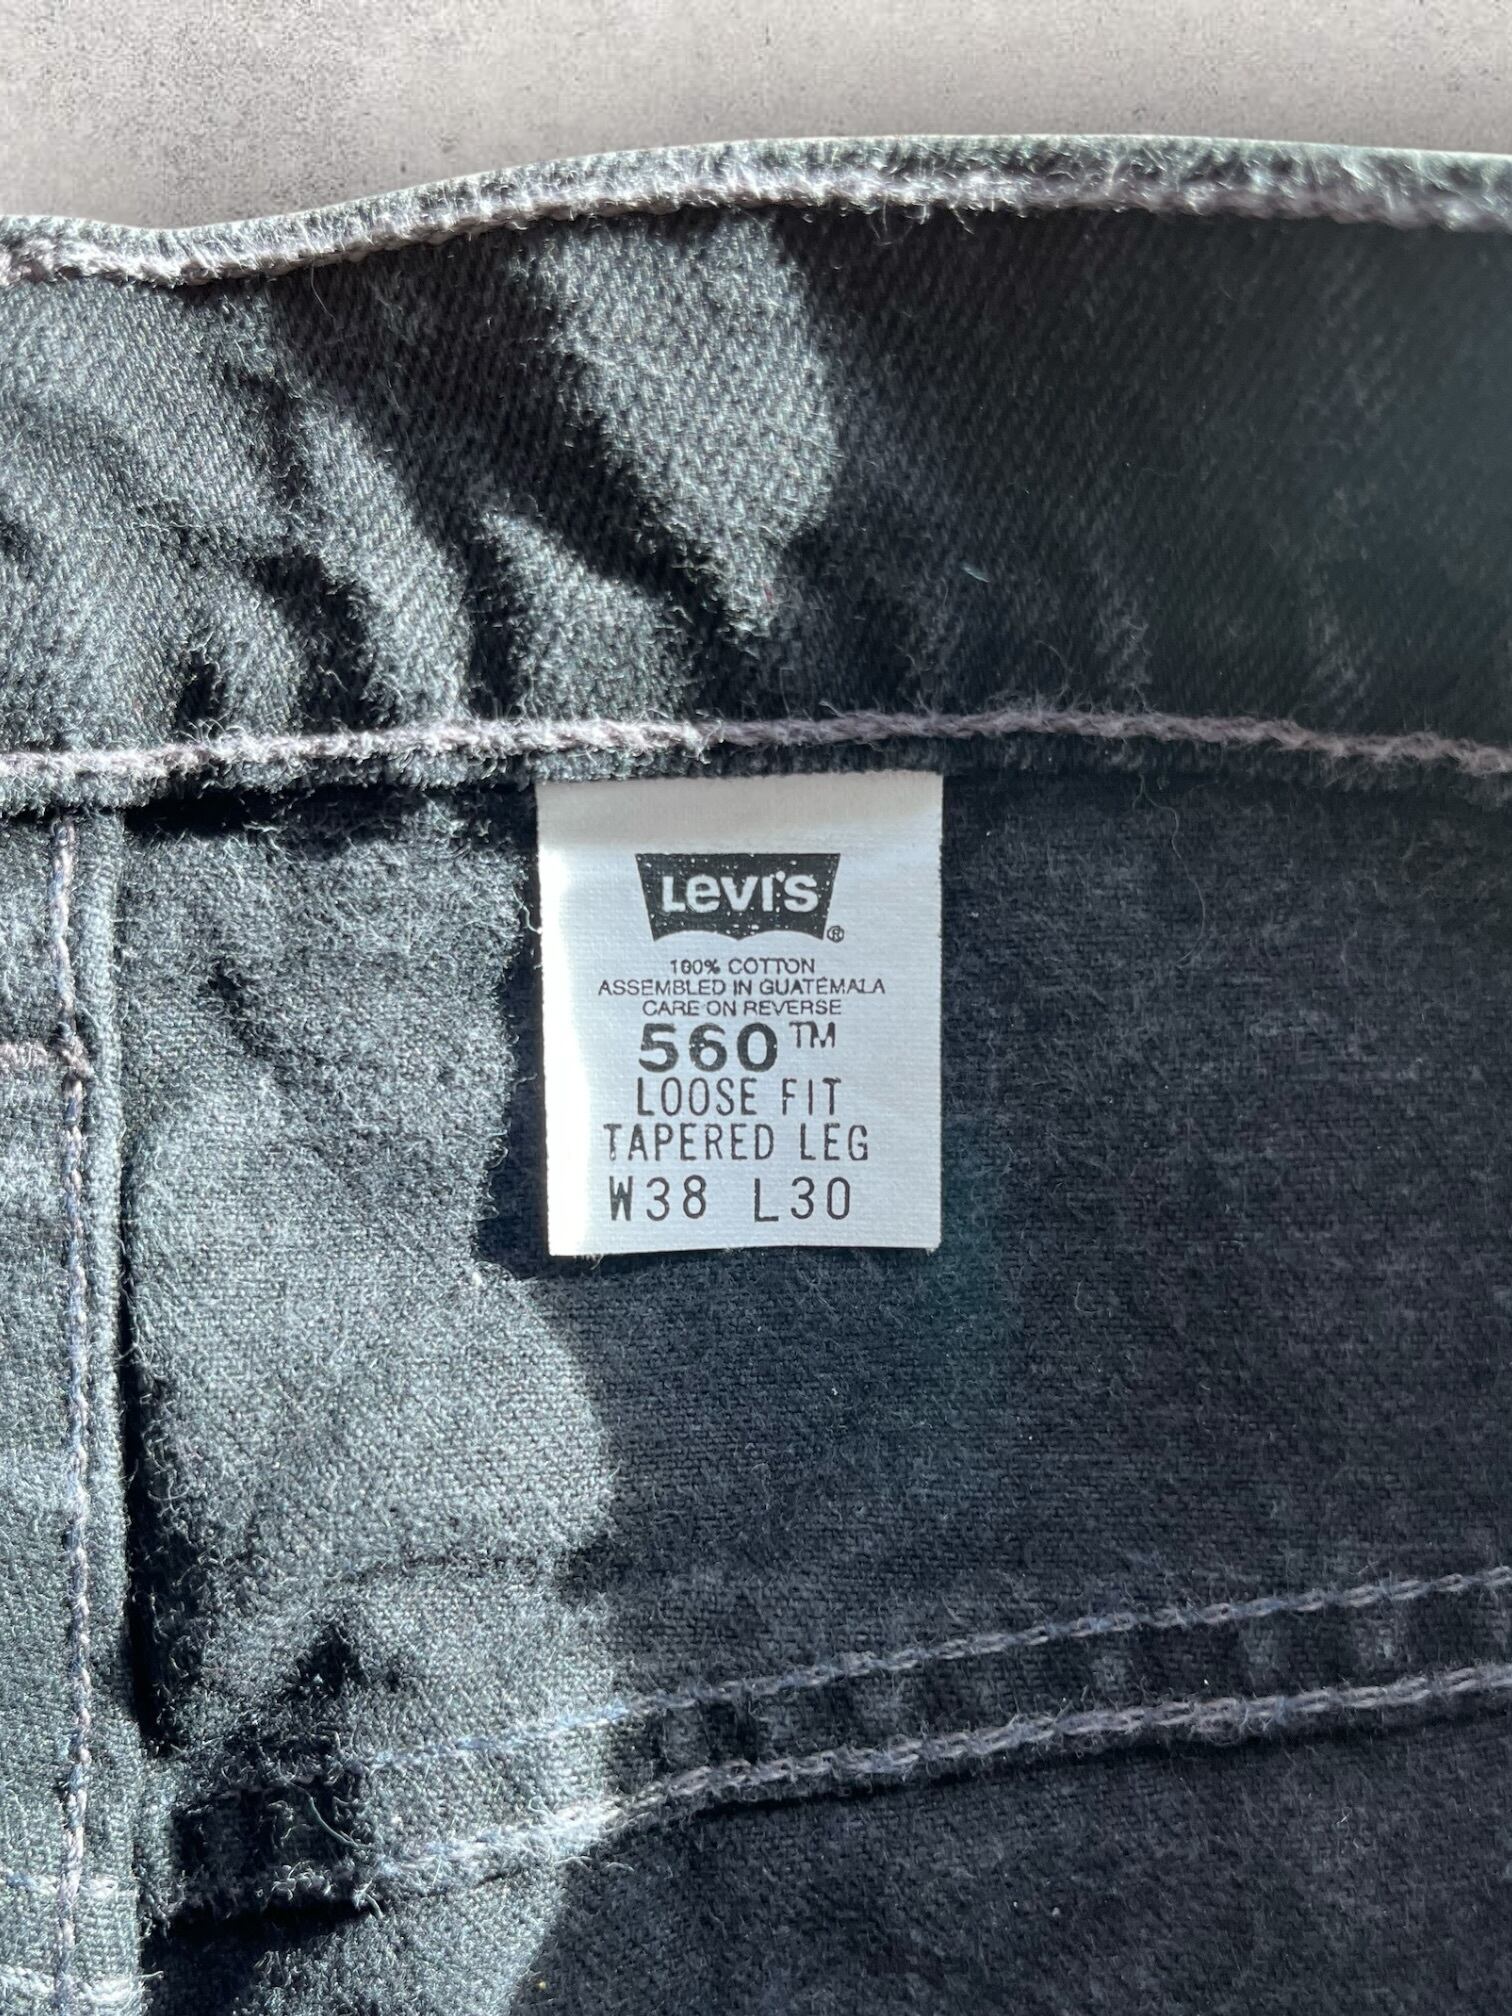 LEVI'S®
100% COTTON
ASSEMBLED IN GUATEMALA
CARE ON REVERSE
560™
LOOSE FIT
TAPERED LEG
W38 L30